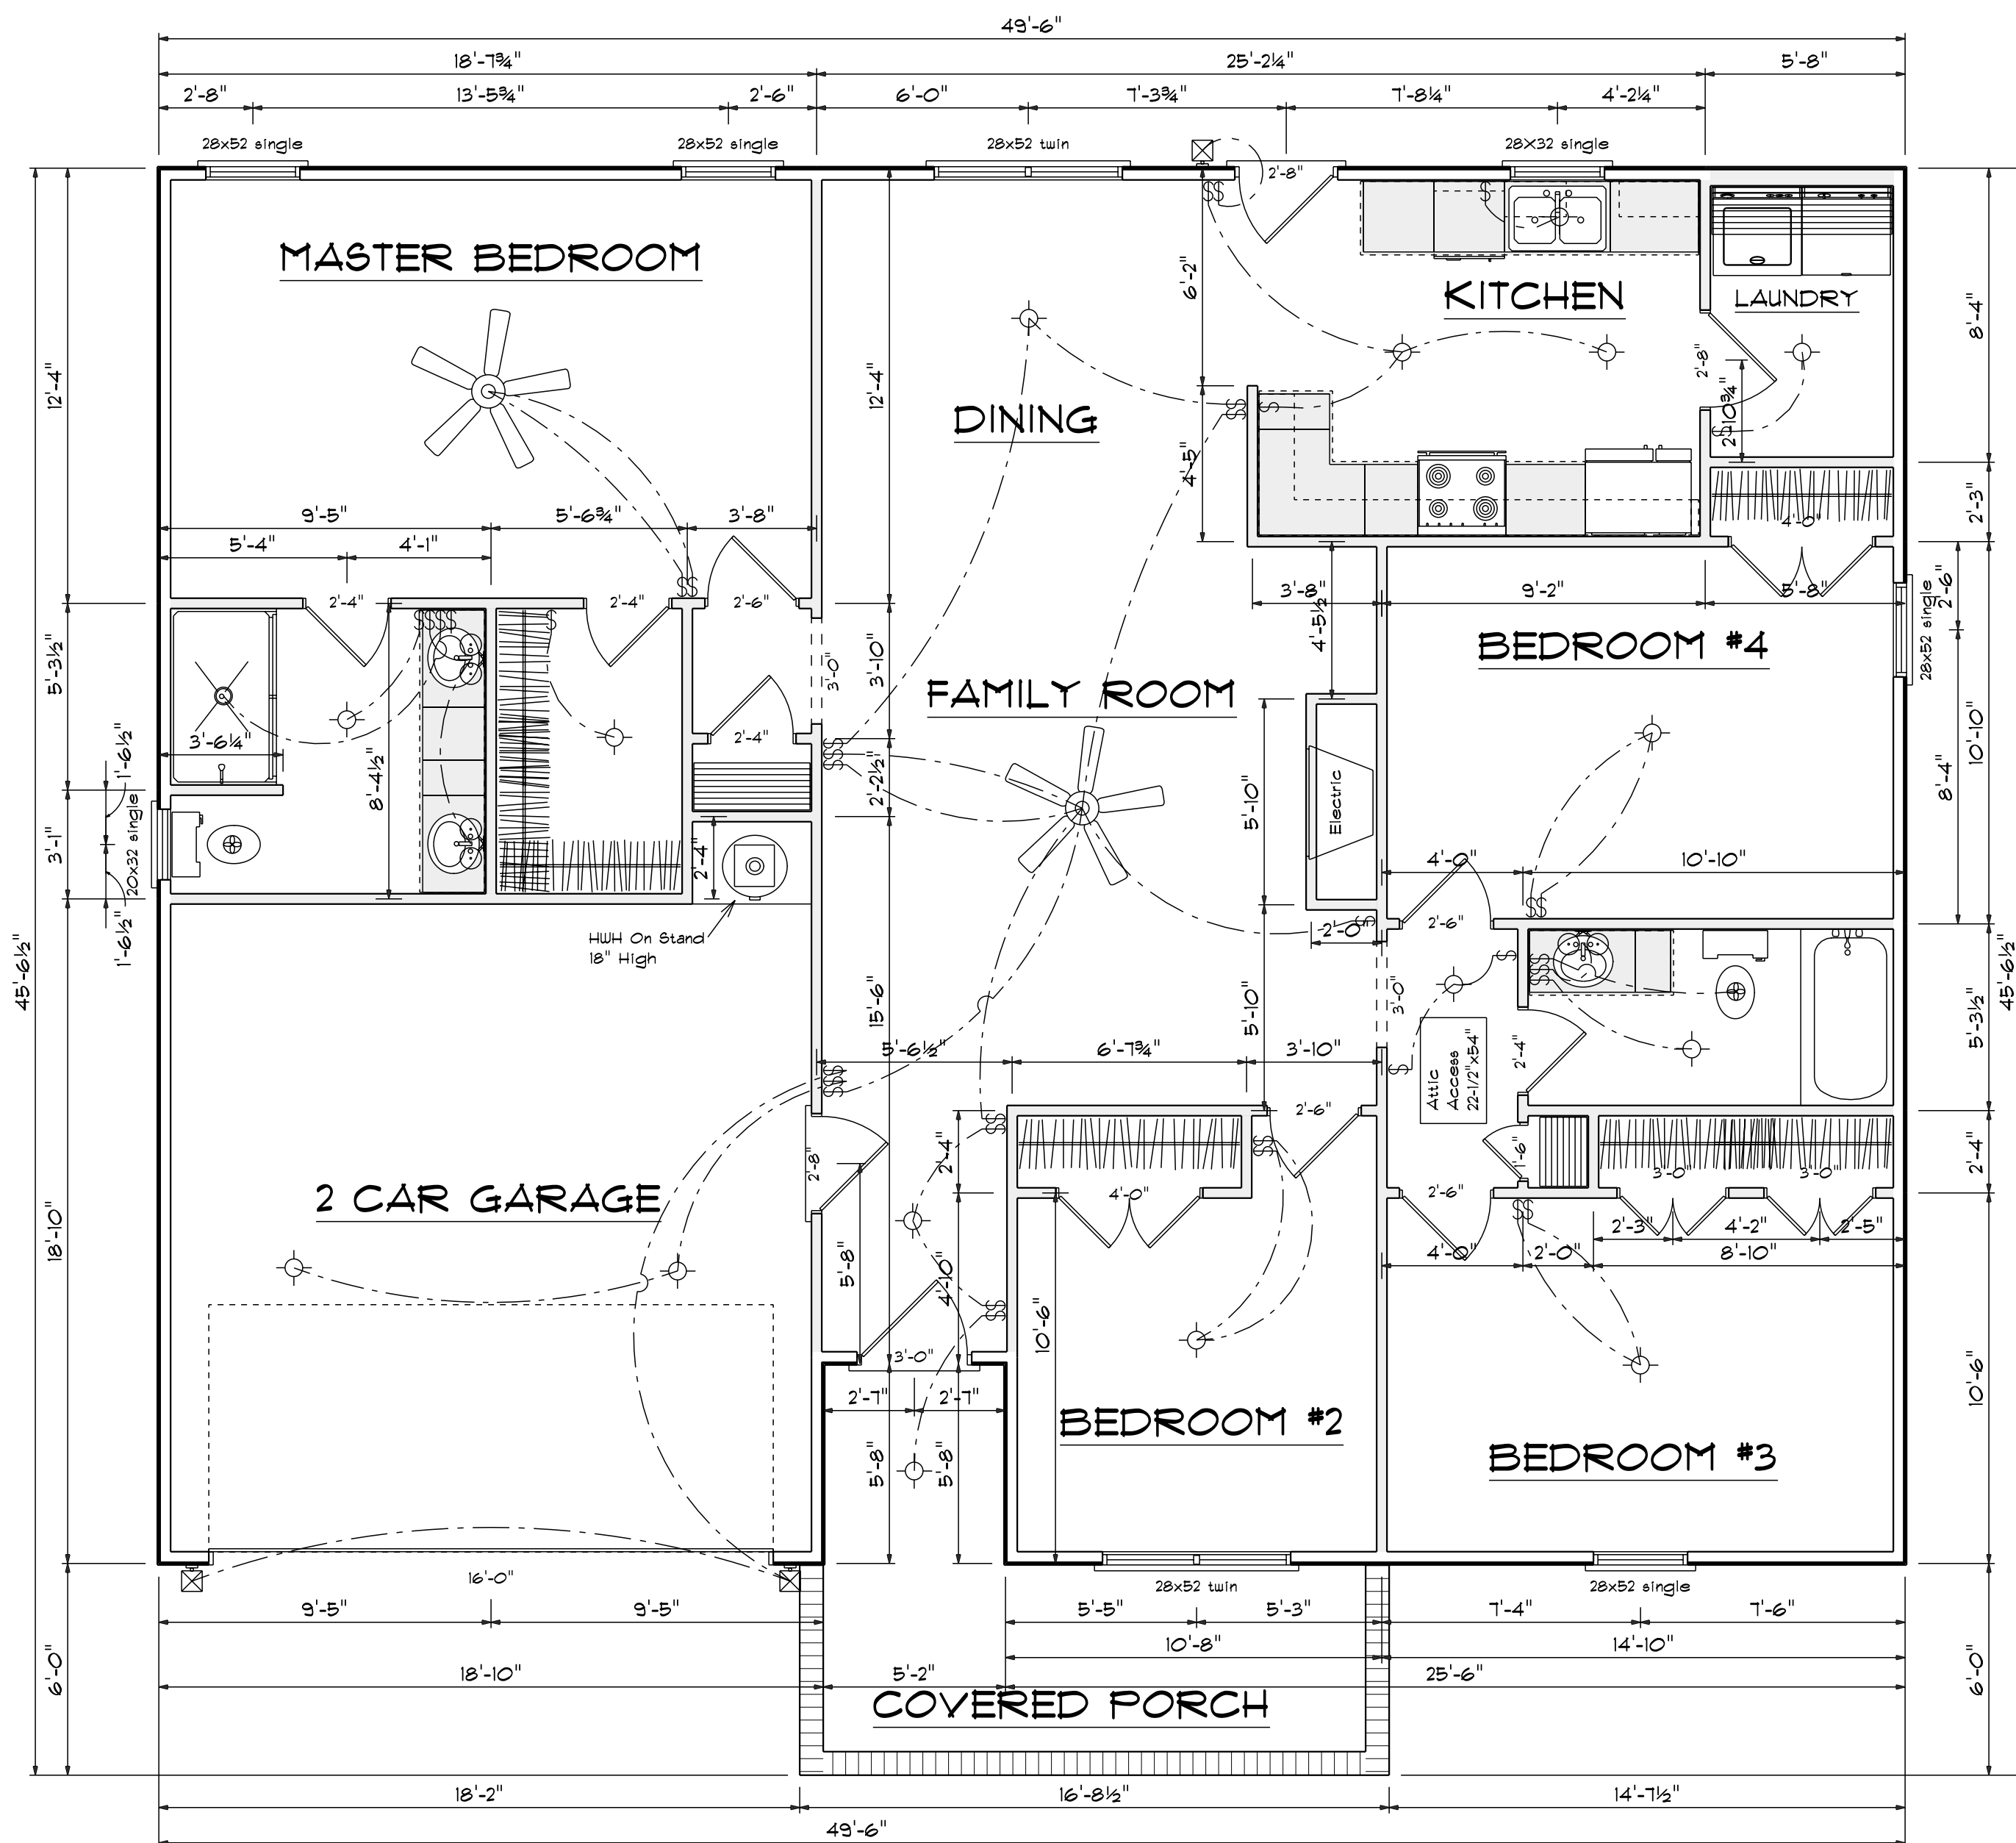 49'-6"
18'-7¾" 25'-2¼" 5'-8"
2'-8" 13'-5¾" 2'-6" 6'-0" 7'-3¾" 7'-8¼" 4'-2¼"
28x52 single 28x52 single 28x52 twin 28X32 single
2'-8"
MASTER BEDROOM
KITCHEN
LAUNDRY
6'-2"
8'-4"
2'-8"
12'-4"
12'-4"
DINING
2'-10¾"
4'-5"
2'-3"
9'-5" 5'-6¾" 3'-8"
4'-0"
5'-4" 4'-1"
2'-4" 2'-4" 2'-6"
3'-8" 9'-2" 5'-8"
2'-6"
4'-5½"
28x52 single
BEDROOM #4
5'-3½"
3'-10"
3'-0"
FAMILY ROOM
10'-10"
3'-6¼"
2'-4"
1'-6½"
8'-4½"
2'-2½"
5'-10"
Electric
8'-4"
3'-1"
20x32 single
2'-4"
4'-0" 10'-10"
1'-6½"
2'-6"
2'-0"
HWH On Stand
18" High
45'-6½"
45'-6½"
15'-6"
5'-10"
3'-0"
5'-3½"
5'-6½" 6'-7¾" 3'-10"
2'-4"
Attic
Access
22-1/2"x54"
2'-6"
2'-8"
2'-4"
1'-6"
2'-4"
3'-0" 3'-0"
2 CAR GARAGE
4'-0"
2'-6"
18'-10"
2'-3" 4'-2" 2'-5"
4'-0" 2'-0" 8'-10"
5'-8"
4'-10"
10'-6"
10'-6"
3'-0"
2'-7" 2'-7"
BEDROOM #2
BEDROOM #3
5'-8" 5'-8"
16'-0"
28x52 twin 28x52 single
9'-5" 9'-5" 5'-5" 5'-3" 7'-4" 7'-6"
10'-8" 14'-10"
6'-0"
6'-0"
18'-10" 5'-2" 25'-6"
COVERED PORCH
18'-2" 16'-8½" 14'-7½"
49'-6"